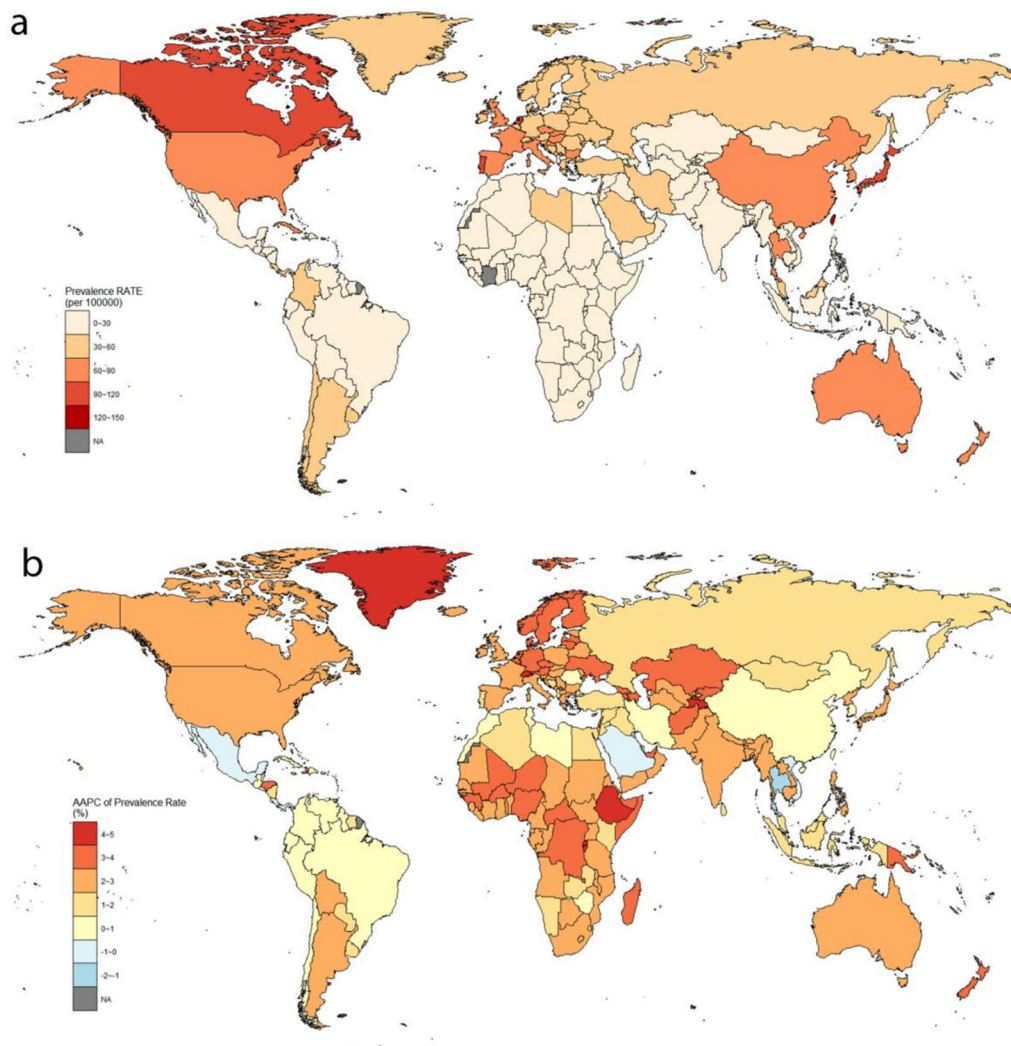 a
Prevalence RATE
(per 100000)
0~30
30~60
60~90
90~120
120~150
NA
b
AAPC of Prevalence Rate
(%)
4~5
3~4
2~3
1~2
0~1
-1~0
-2~-1
NA